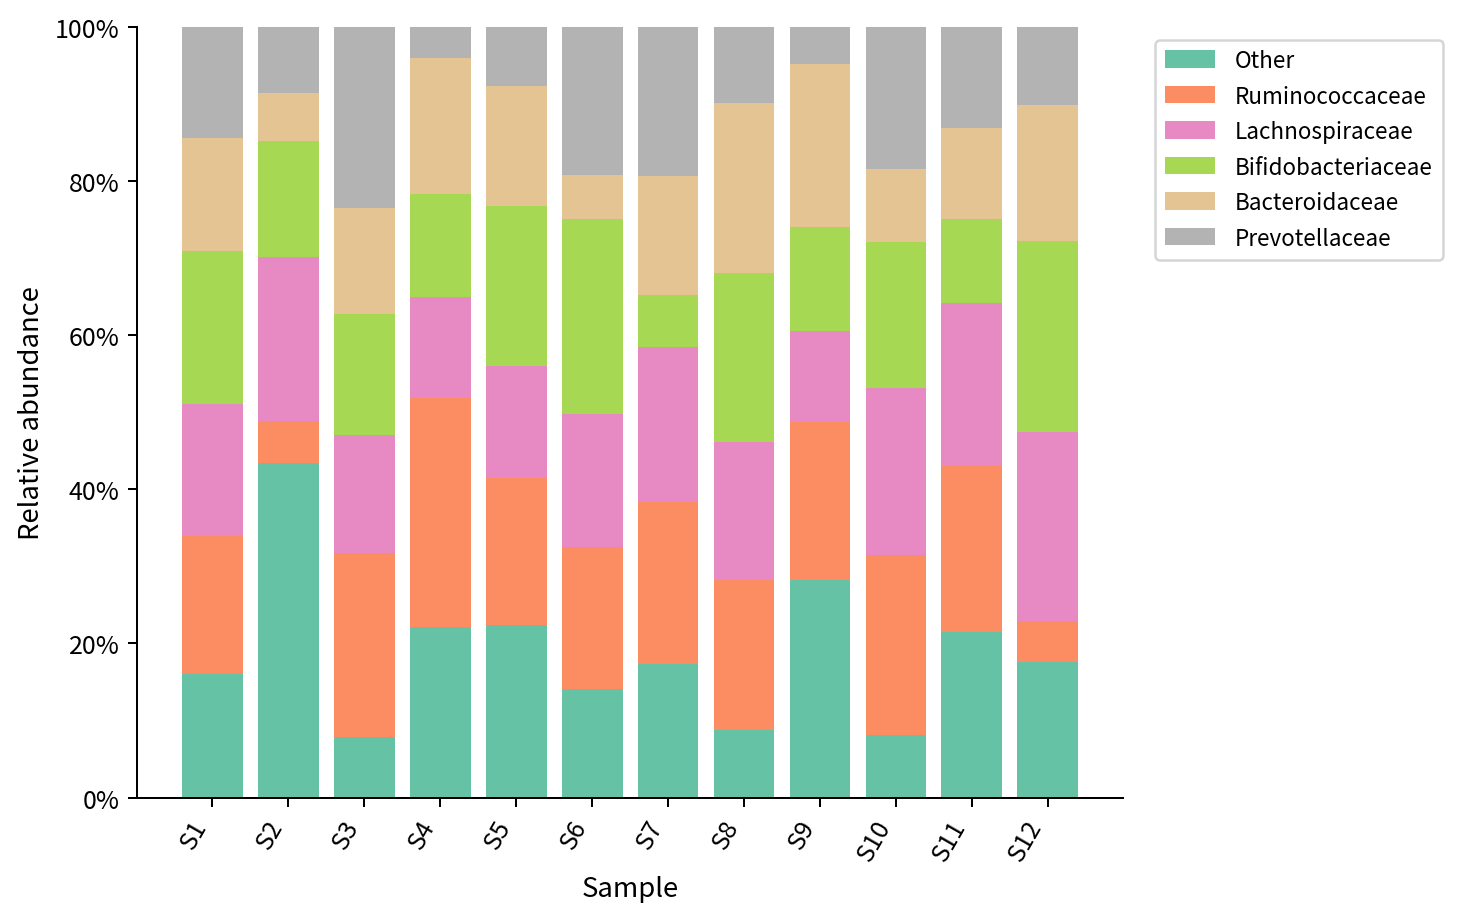 100%
80%
60%
40%
20%
0%
Relative abundance
S1
S2
S3
S4
S5
S6
S7
S8
S9
S10
S11
S12
Sample
Other
Ruminococcaceae
Lachnospiraceae
Bifidobacteriaceae
Bacteroidaceae
Prevotellaceae